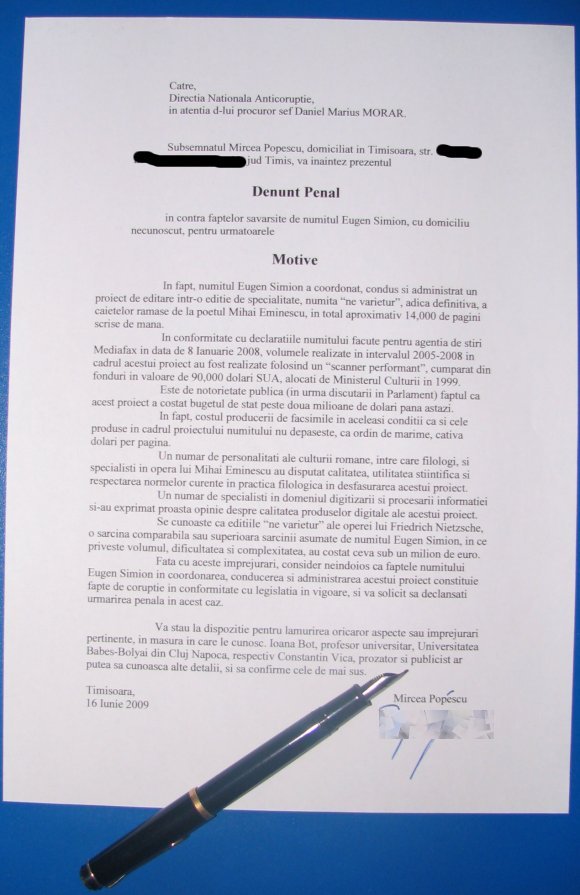 Catre,
Directia Nationala Anticoruptie,
in atentia d-lui procuror sef Daniel Marius MORAR.
Subsemnatul Mircea Popescu, domiciliat in Timisoara, str.
jud Timis, va inaintez prezentul
Denunt Penal
in contra faptelor savarsite de numitul Eugen Simion, cu domiciliu
necunoscut, pentru urmatoarele
Motive
In fapt, numitul Eugen Simion a coordonat, condus si administrat un
proiect de editare intr-o editie de specialitate, numita “ne varietur”, adica definitiva, a
caietelor ramase de la poetul Mihai Eminescu, in total aproximativ 14,000 de pagini
scrise de mana.
In conformitate cu declaratiile numitului facute pentru agentia de stiri
Mediafax in data de 8 Ianuarie 2008, volumele realizate in intervalul 2005-2008 in
cadrul acestui proiect au fost realizate folosind un “scanner performant”, cumparat din
fonduri in valoare de 90,000 dolari SUA, alocati de Ministerul Culturii in 1999.
Este de notorietate publica (in urma discutarii in Parlament) faptul ca
acest proiect a costat bugetul de stat peste doua milioane de dolari pana astazi.
In fapt, costul producerii de facsimile in aceleasi conditii ca si cele
produse in cadrul proiectului numitului nu depaseste, ca ordin de marime, cativa
dolari per pagina.
Un numar de personalitati ale culturii romane, intre care filologi, si
specialisti in opera lui Mihai Eminescu au disputat calitatea, utilitatea stiintifica si
respectarea normelor curente in practica filologica in desfasurarea acestui proiect.
Un numar de specialisti in domeniul digitizarii si procesarii informatiei
si-au exprimat proasta opinie despre calitatea produselor digitale ale acestui proiect.
Se cunoaste ca editiile “ne varietur” ale operei lui Friedrich Nietzsche,
o sarcina comparabila sau superioara sarcinii asumate de numitul Eugen Simion, in ce
priveste volumul, dificultatea si complexitatea, au costat ceva sub un milion de euro.
Fata cu aceste imprejurari, consider neindoios ca faptele numitului
Eugen Simion in coordonarea, conducerea si administrarea acestui proiect constituie
fapte de coruptie in conformitate cu legislatia in vigoare, si va solicit sa declansati
urmarirea penala in acest caz.
Va stau la dispozitie pentru lamurirea oricaror aspecte sau imprejurari
pertinente, in masura in care le cunosc. Ioana Bot, profesor universitar, Universitatea
Babes-Bolyai din Cluj Napoca, respectiv Constantin Vica, prozator si publicist ar
putea sa cunoasca alte detalii, si sa confirme cele de mai sus.
Timisoara,
16 Iunie 2009
Mircea Popescu